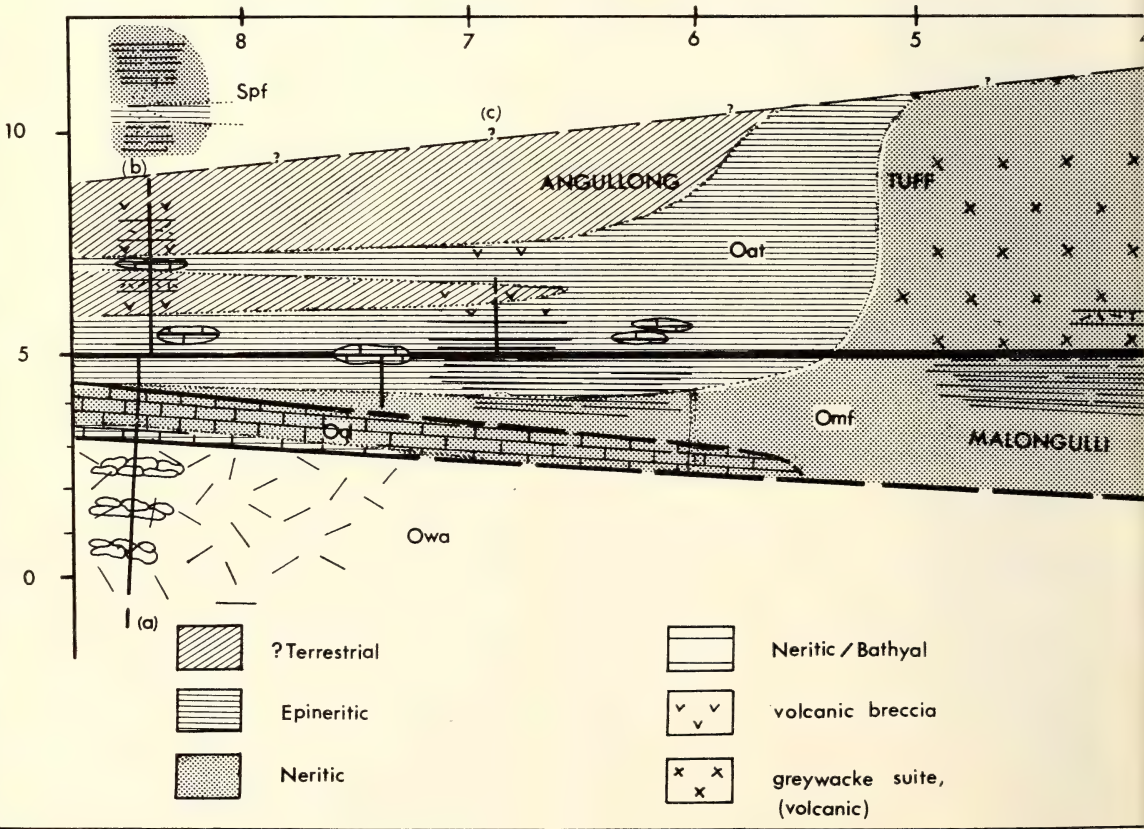 8 7 6 5 4
Spf
(c)
?
10
(b)
?
?
?
?
ANGULLONG
TUFF
Oat
5
Omf
MALONGULLI
Owa
0
(a)
? Terrestrial
Neritic / Bathyal
Epineritic
volcanic breccia
Neritic
greywacke suite,
(volcanic)